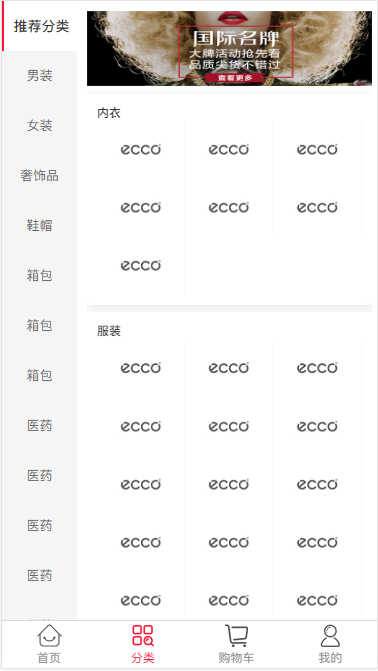 推荐分类
男装
女装
奢饰品
鞋帽
箱包
箱包
箱包
医药
医药
医药
医药
国际名牌
大牌活动抢先看
品质尖货不错过
查看更多
内衣
ecco ecco ecco
ecco ecco ecco
ecco
服装
ecco ecco ecco
ecco ecco ecco
ecco ecco ecco
ecco ecco ecco
ecco ecco ecco
首页 分类 购物车 我的